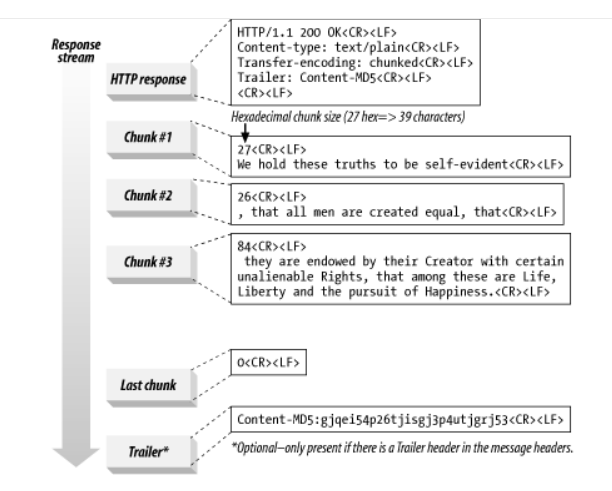 Response
stream
HTTP response
HTTP/1.1 200 OK<CR><LF>
Content-type: text/plain<CR><LF>
Transfer-encoding: chunked<CR><LF>
Trailer: Content-MD5<CR><LF>
<CR><LF>
Hexadecimal chunk size (27 hex=> 39 characters)
Chunk #1
27<CR><LF>
We hold these truths to be self-evident<CR><LF>
Chunk #2
26<CR><LF>
, that all men are created equal, that<CR><LF>
Chunk #3
84<CR><LF>
they are endowed by their Creator with certain
unalienable Rights, that among these are Life,
Liberty and the pursuit of Happiness.<CR><LF>
Last chunk
0<CR><LF>
Trailer*
Content-MD5:gjqei54p26tjisgj3p4utjgrj53<CR><LF>
*Optional--only present if there is a Trailer header in the message headers.